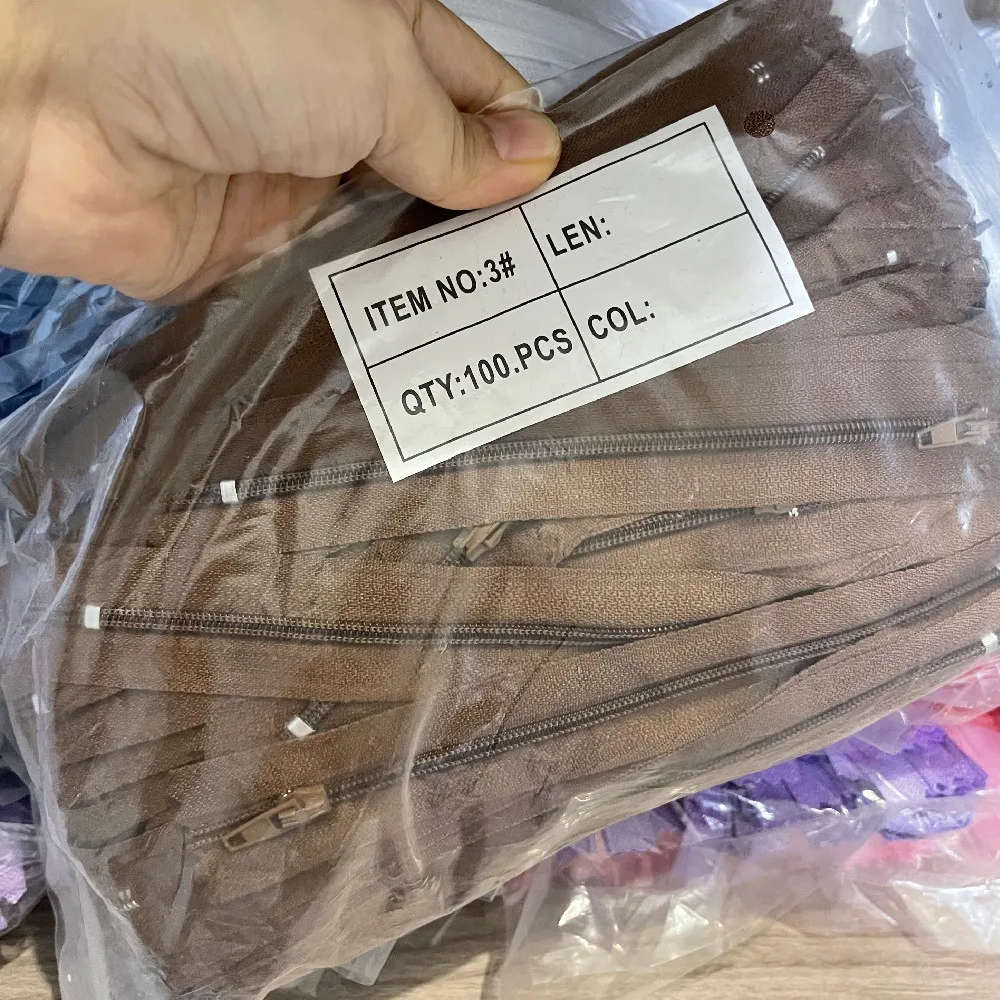 ITEM NO:3#
LEN:
QTY:100.PCS
COL: